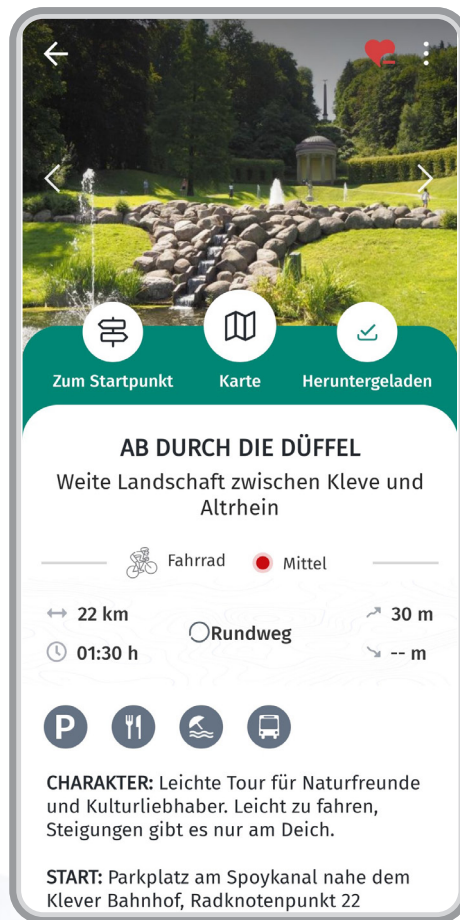 Zum Startpunkt Karte Heruntergeladen
AB DURCH DIE DÜFFEL
Weite Landschaft zwischen Kleve und
Altrhein
Fahrrad Mittel
22 km
30 m
Rundweg
01:30 h
-- m
P
CHARAKTER: Leichte Tour für Naturfreunde
und Kulturliebhaber. Leicht zu fahren,
Steigungen gibt es nur am Deich.
START: Parkplatz am Spoykanal nahe dem
Klever Bahnhof, Radknotenpunkt 22